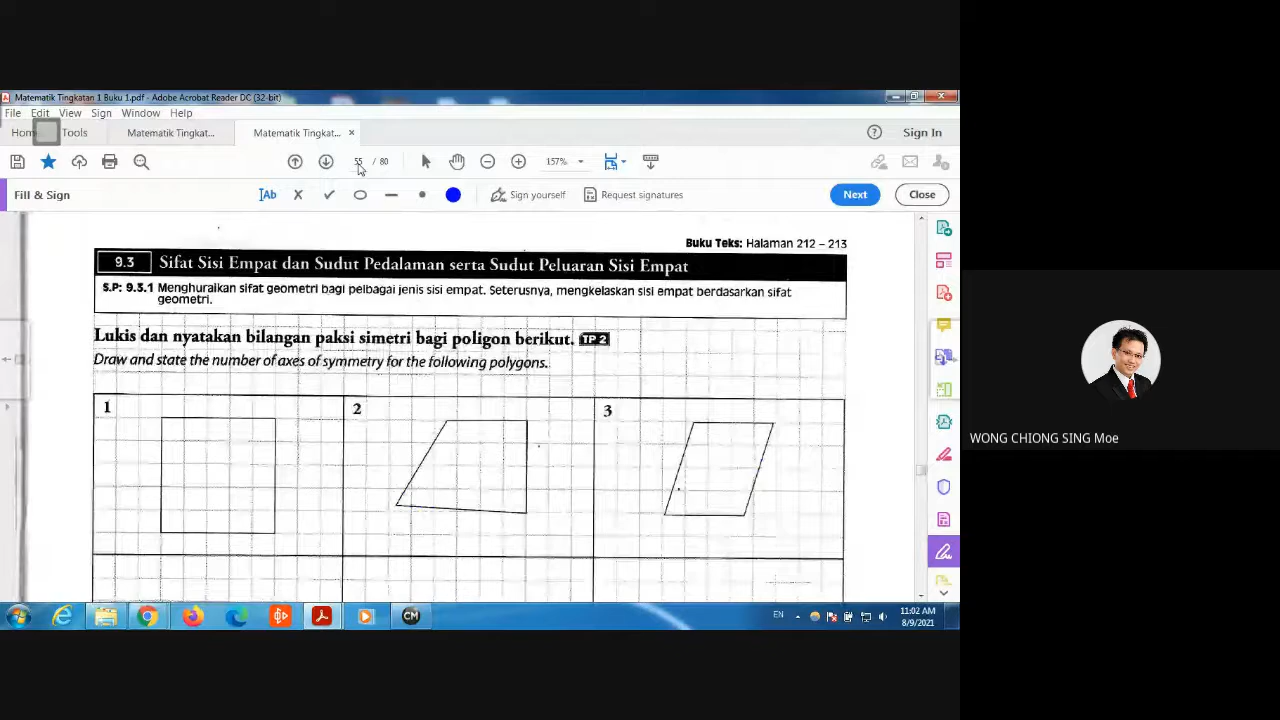 Matematik Tingkatan 1 Buku 1.pdf - Adobe Acrobat Reader DC (32-bit)
File Edit View Sign Window Help
Hom Tools Matematik Tingkat... Matematik Tingkat... × Sign In
55 / 80 157%
Fill & Sign Ab Sign yourself Request signatures Next Close
Buku Teks: Halaman 212 – 213
9.3 Sifat Sisi Empat dan Sudut Pedalaman serta Sudut Peluaran Sisi Empat
S.P: 9.3.1 Menghuraikan sifat geometri bagi pelbagai jenis sisi empat. Seterusnya, mengkelaskan sisi empat berdasarkan sifat
geometri.
Lukis dan nyatakan bilangan paksi simetri bagi poligon berikut. TP 2
Draw and state the number of axes of symmetry for the following polygons.
1 2 3
WONG CHIONG SING Moe
CM EN 11:02 AM
8/9/2021